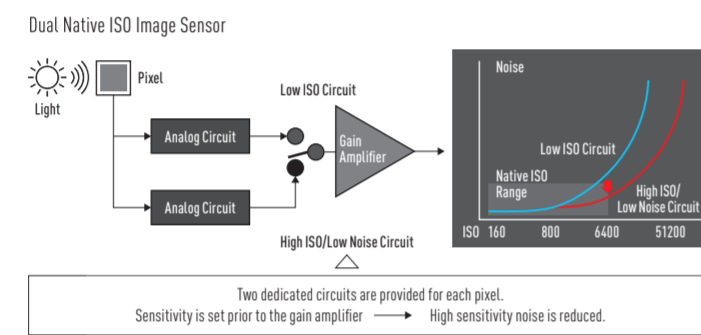 Dual Native ISO Image Sensor
Light
Pixel
Analog Circuit
Analog Circuit
Low ISO Circuit
Gain
Amplifier
High ISO/Low Noise Circuit
Noise
Low ISO Circuit
Native ISO
Range
High ISO/
Low Noise Circuit
ISO 160 800 6400 51200
Two dedicated circuits are provided for each pixel.
Sensitivity is set prior to the gain amplifier → High sensitivity noise is reduced.